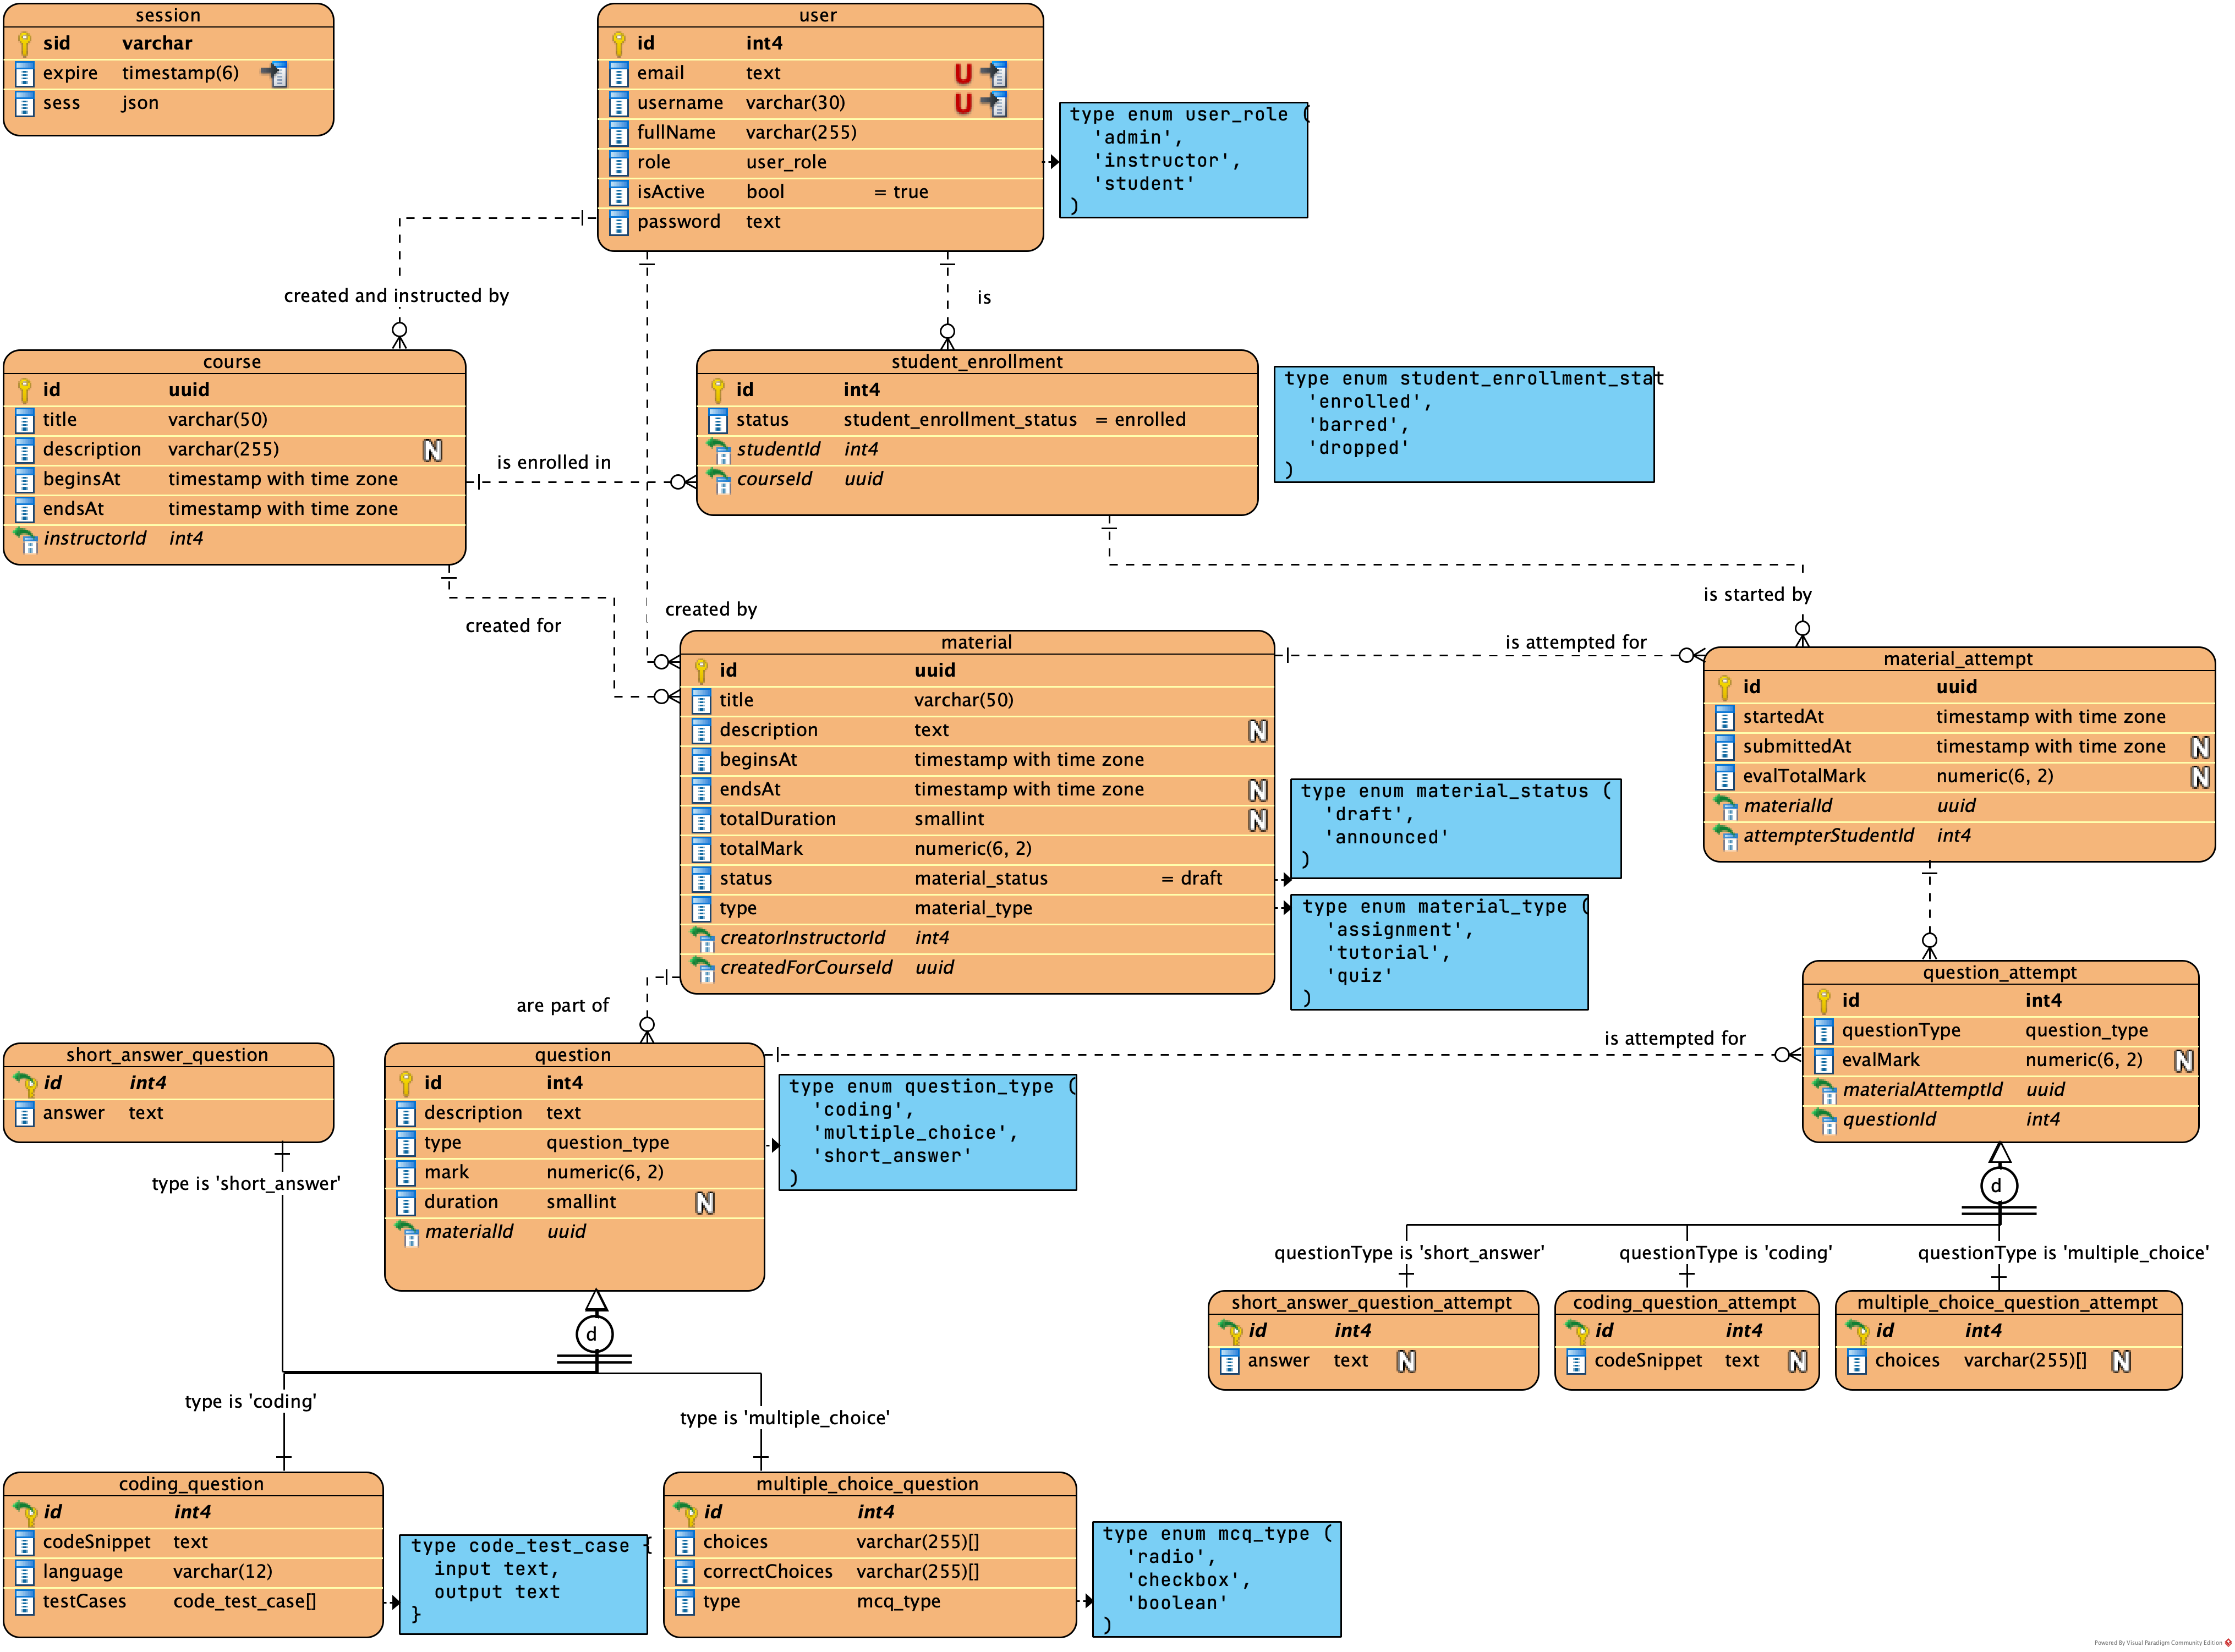 session
sid varchar
expire timestamp(6)
sess json
user
id int4
email text U
username varchar(30) U
fullName varchar(255)
role user_role
isActive bool = true
password text
type enum user_role (
'admin',
'instructor',
'student'
)
created and instructed by
is
course
id uuid
title varchar(50)
description varchar(255) N
beginsAt timestamp with time zone
endsAt timestamp with time zone
instructorId int4
is enrolled in
student_enrollment
id int4
status student_enrollment_status = enrolled
studentId int4
courseId uuid
type enum student_enrollment_stat
'enrolled',
'barred',
'dropped'
)
created for
created by
is started by
is attempted for
material
id uuid
title varchar(50)
description text N
beginsAt timestamp with time zone
endsAt timestamp with time zone N
totalDuration smallint N
totalMark numeric(6, 2)
status material_status = draft
type material_type
creatorInstructorId int4
createdForCourseId uuid
type enum material_status (
'draft',
'announced'
)
type enum material_type (
'assignment',
'tutorial',
'quiz'
)
material_attempt
id uuid
startedAt timestamp with time zone
submittedAt timestamp with time zone N
evalTotalMark numeric(6, 2) N
materialId uuid
attempterStudentId int4
are part of
is attempted for
question_attempt
id int4
questionType question_type
evalMark numeric(6, 2) N
materialAttemptId uuid
questionId int4
short_answer_question
id int4
answer text
question
id int4
description text
type question_type
mark numeric(6, 2)
duration smallint N
materialId uuid
type enum question_type (
'coding',
'multiple_choice',
'short_answer'
)
type is 'short_answer'
d
d
questionType is 'short_answer'
questionType is 'coding'
questionType is 'multiple_choice'
short_answer_question_attempt
id int4
answer text N
coding_question_attempt
id int4
codeSnippet text N
multiple_choice_question_attempt
id int4
choices varchar(255)[] N
type is 'coding'
type is 'multiple_choice'
coding_question
id int4
codeSnippet text
language varchar(12)
testCases code_test_case[]
type code_test_case {
input text,
output text
}
multiple_choice_question
id int4
choices varchar(255)[]
correctChoices varchar(255)[]
type mcq_type
type enum mcq_type (
'radio',
'checkbox',
'boolean'
)
Powered By Visual Paradigm Community Edition